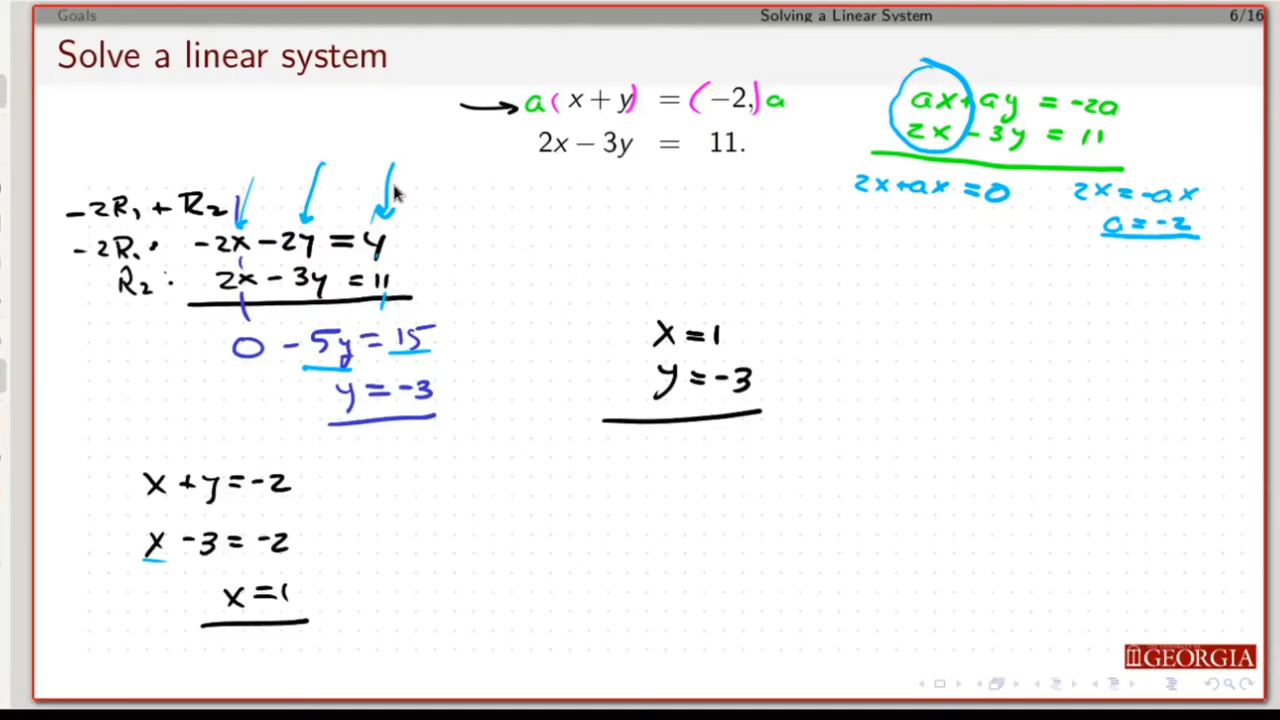 Goals
Solving a Linear System
6/16
Solve a linear system
a(x + y) = (−2,)a
2x − 3y = 11.
ax+ay = -2a
2x - 3y = 11
2x+ax = 0
2x = -ax
a = -2
-2R₁ + R₂
-2R₁: -2x - 2y = 4
R₂: 2x - 3y = 11
0 - 5y = 15
y = -3
x = 1
y = -3
x + y = -2
x - 3 = -2
x = 1
GEORGIA